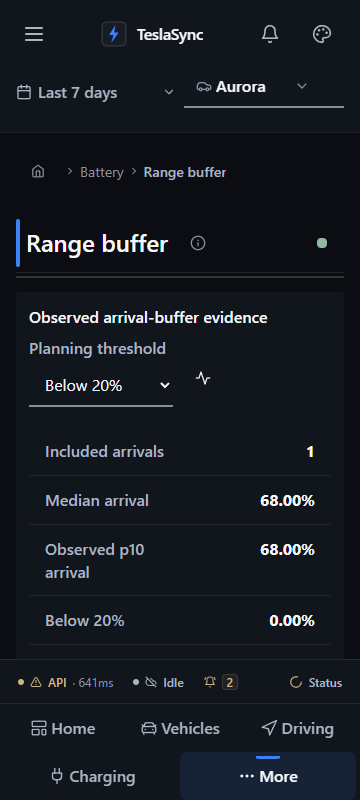 TeslaSync
Last 7 days
Aurora
Battery
Range buffer
Range buffer
Observed arrival-buffer evidence
Planning threshold
Below 20%
Included arrivals 1
Median arrival 68.00%
Observed p10 arrival 68.00%
Below 20% 0.00%
API · 641ms
Idle
2
Status
Home
Vehicles
Driving
Charging
More